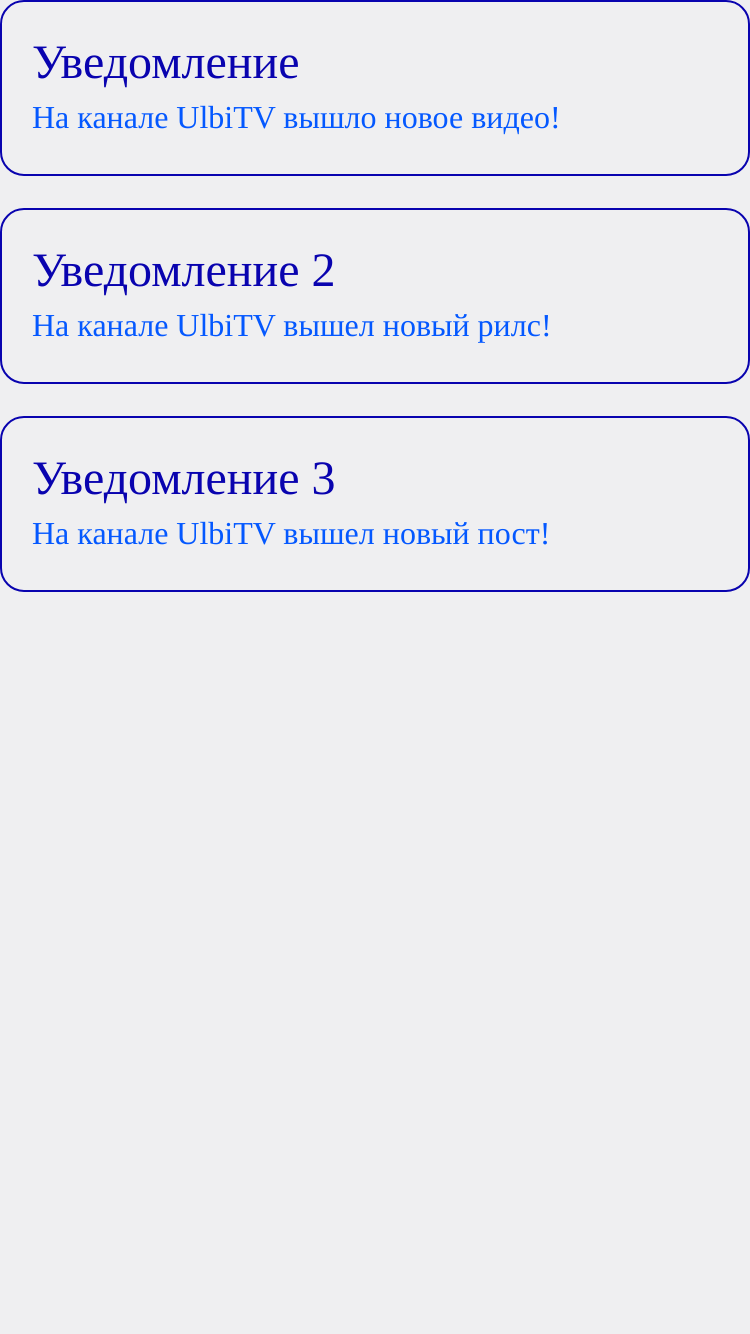 Уведомление
На канале UlbiTV вышло новое видео!
Уведомление 2
На канале UlbiTV вышел новый рилс!
Уведомление 3
На канале UlbiTV вышел новый пост!